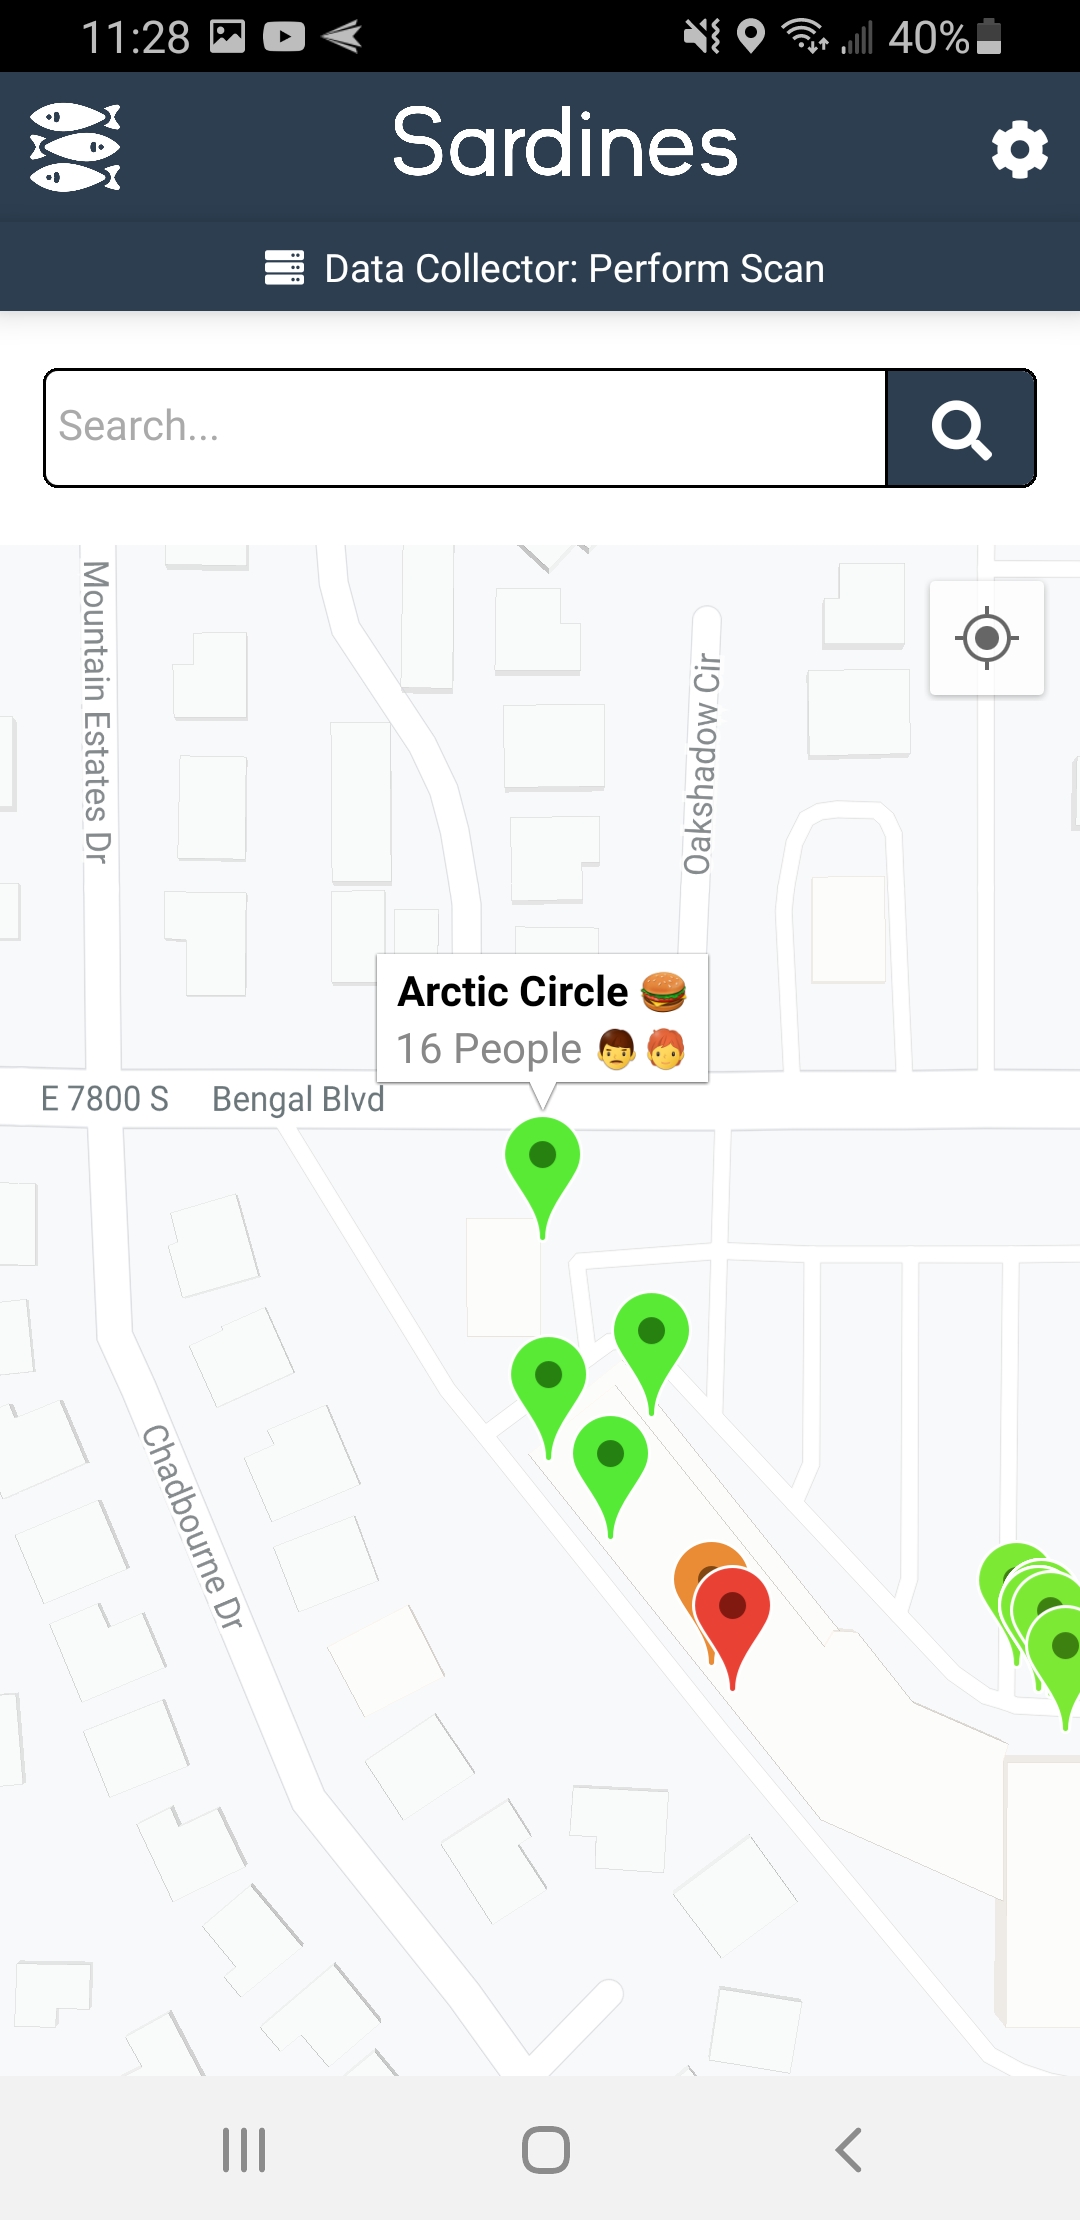 11:28
40%
Sardines
Data Collector: Perform Scan
Search...
Mountain Estates Dr
Oakshadow Cir
Arctic Circle 🍔
16 People 👨 🧑‍🦰
E 7800 S Bengal Blvd
Chadbourne Dr